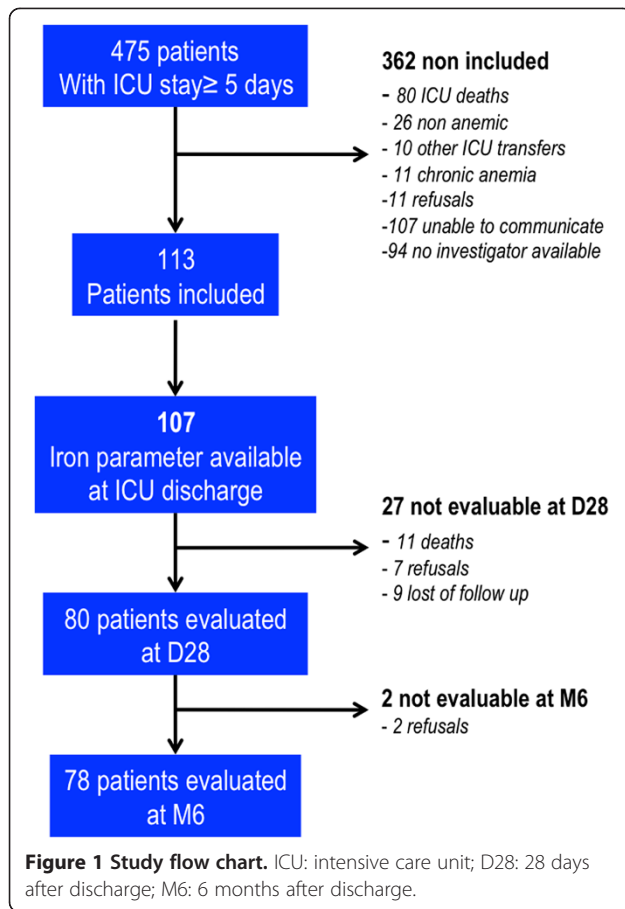 475 patients
With ICU stay≥ 5 days
362 non included
- 80 ICU deaths
- 26 non anemic
- 10 other ICU transfers
- 11 chronic anemia
-11 refusals
-107 unable to communicate
-94 no investigator available
113
Patients included
107
Iron parameter available
at ICU discharge
27 not evaluable at D28
- 11 deaths
- 7 refusals
- 9 lost of follow up
80 patients evaluated
at D28
2 not evaluable at M6
- 2 refusals
78 patients evaluated
at M6
Figure 1 Study flow chart. ICU: intensive care unit; D28: 28 days
after discharge; M6: 6 months after discharge.